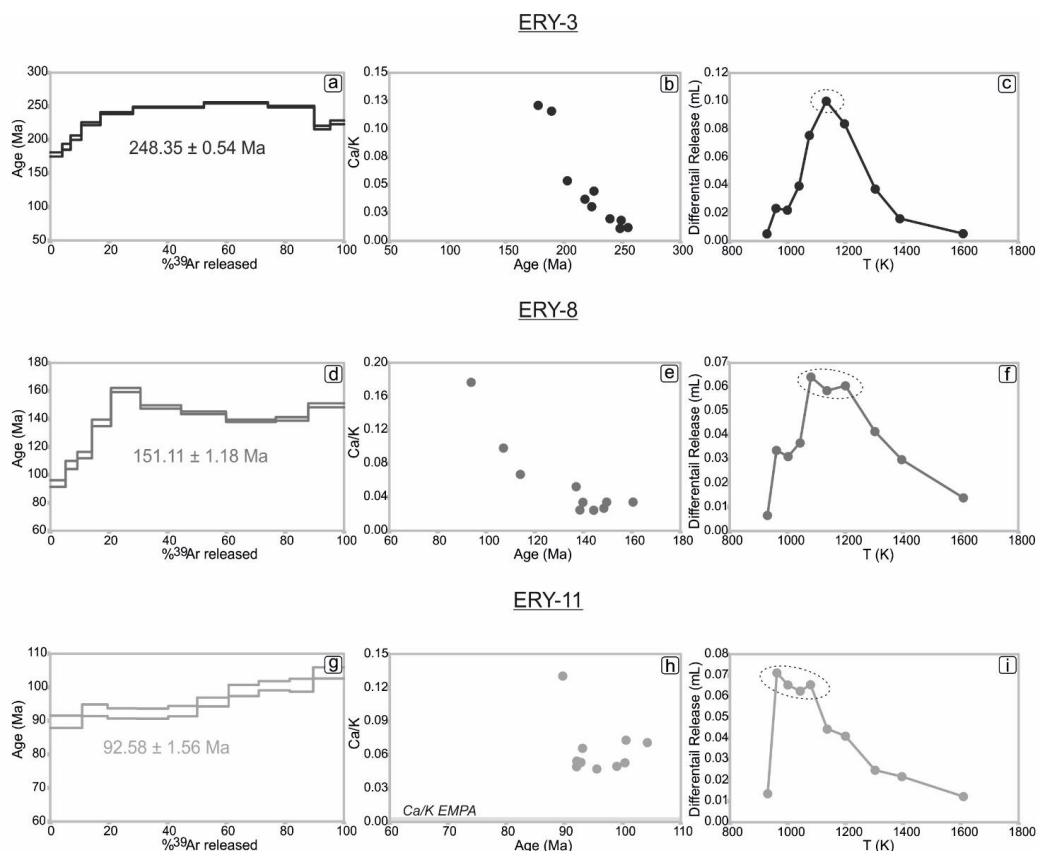 ERY-3
a
Age (Ma)
300
250
200
150
100
50
248.35 ± 0.54 Ma
0 20 40 60 80 100
%³⁹Ar released
b
Ca/K
0.15
0.13
0.10
0.08
0.05
0.03
0.00
50 100 150 200 250 300
Age (Ma)
c
Differentail Release (mL)
0.12
0.10
0.08
0.06
0.04
0.02
0.00
800 1000 1200 1400 1600 1800
T (K)
ERY-8
d
Age (Ma)
180
160
140
120
100
80
60
151.11 ± 1.18 Ma
0 20 40 60 80 100
%³⁹Ar released
e
Ca/K
0.20
0.16
0.12
0.08
0.04
0.00
60 80 100 120 140 160 180
Age (Ma)
f
Differentail Release (mL)
0.07
0.06
0.05
0.04
0.03
0.02
0.01
0.00
800 1000 1200 1400 1600 1800
T (K)
ERY-11
g
Age (Ma)
110
100
90
80
70
60
92.58 ± 1.56 Ma
0 20 40 60 80 100
%³⁹Ar released
h
Ca/K
0.15
0.13
0.10
0.08
0.05
0.03
0.00
Ca/K EMPA
60 70 80 90 100 110
Age (Ma)
i
Differentail Release (mL)
0.08
0.07
0.06
0.05
0.04
0.03
0.02
0.01
0.00
800 1000 1200 1400 1600 1800
T (K)